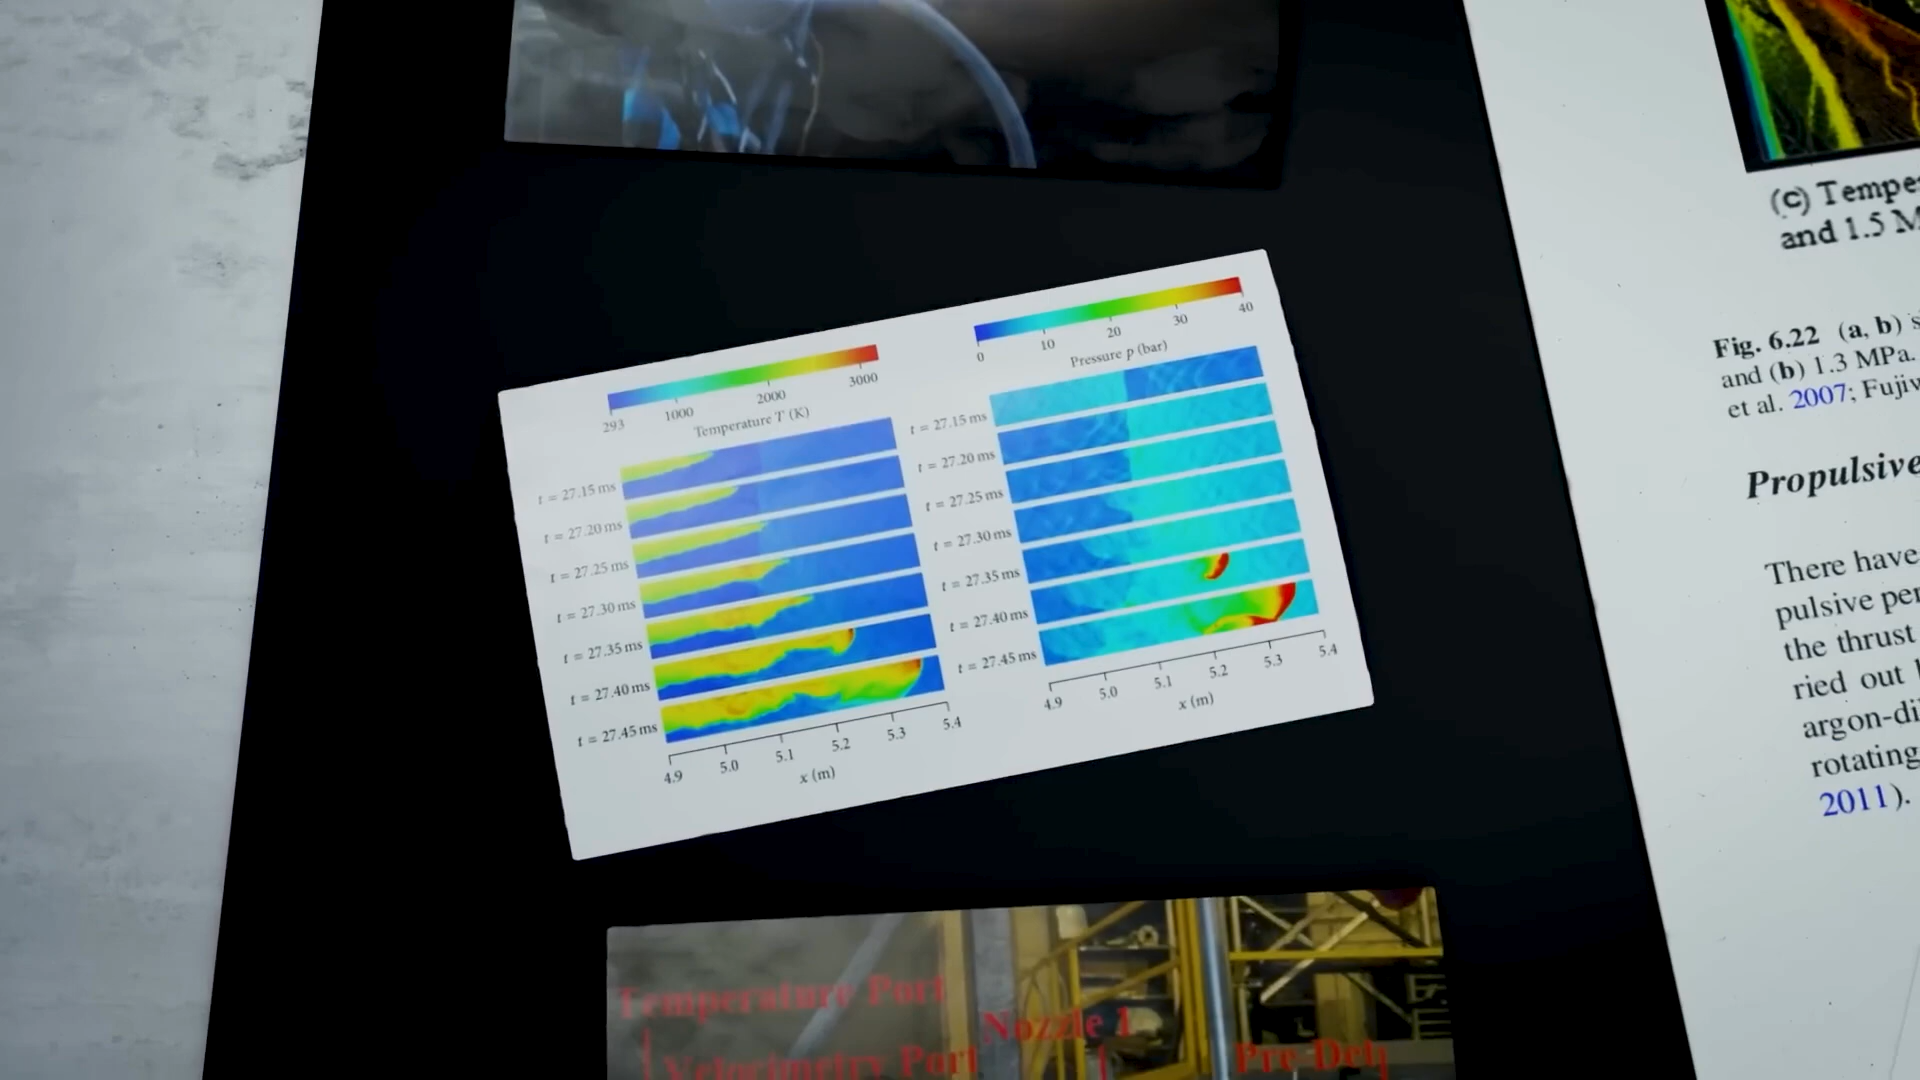 (c) Tempe
and 1.5 M
Fig. 6.22 (a, b) s
and (b) 1.3 MPa.
et al. 2007; Fujiw
Propulsive
There have
pulsive per
the thrust
ried out
argon-di
rotating
2011).
293 1000 2000 3000
Temperature T (K)
t = 27.15 ms
t = 27.20 ms
t = 27.25 ms
t = 27.30 ms
t = 27.35 ms
t = 27.40 ms
t = 27.45 ms
4.9 5.0 5.1 5.2 5.3 5.4
x (m)
0 10 20 30 40
Pressure p (bar)
t = 27.15 ms
t = 27.20 ms
t = 27.25 ms
t = 27.30 ms
t = 27.35 ms
t = 27.40 ms
t = 27.45 ms
4.9 5.0 5.1 5.2 5.3 5.4
x (m)
Temperature Port
Nozzle 1
Velocimetry Port
Pre-Det